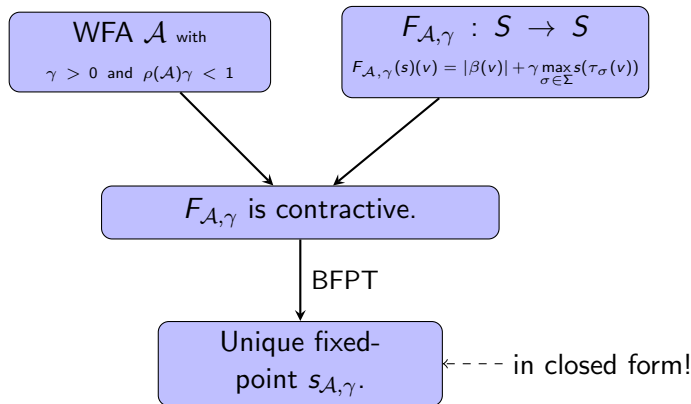 WFA 𝒜 with
γ > 0 and ρ(𝒜)γ < 1
F_{𝒜,γ} : S → S
F_{𝒜,γ}(s)(v) = |β(v)| + γ max_{σ∈Σ} s(τ_σ(v))
F_{𝒜,γ} is contractive.
BFPT
Unique fixed-
point s_{𝒜,γ}.
in closed form!